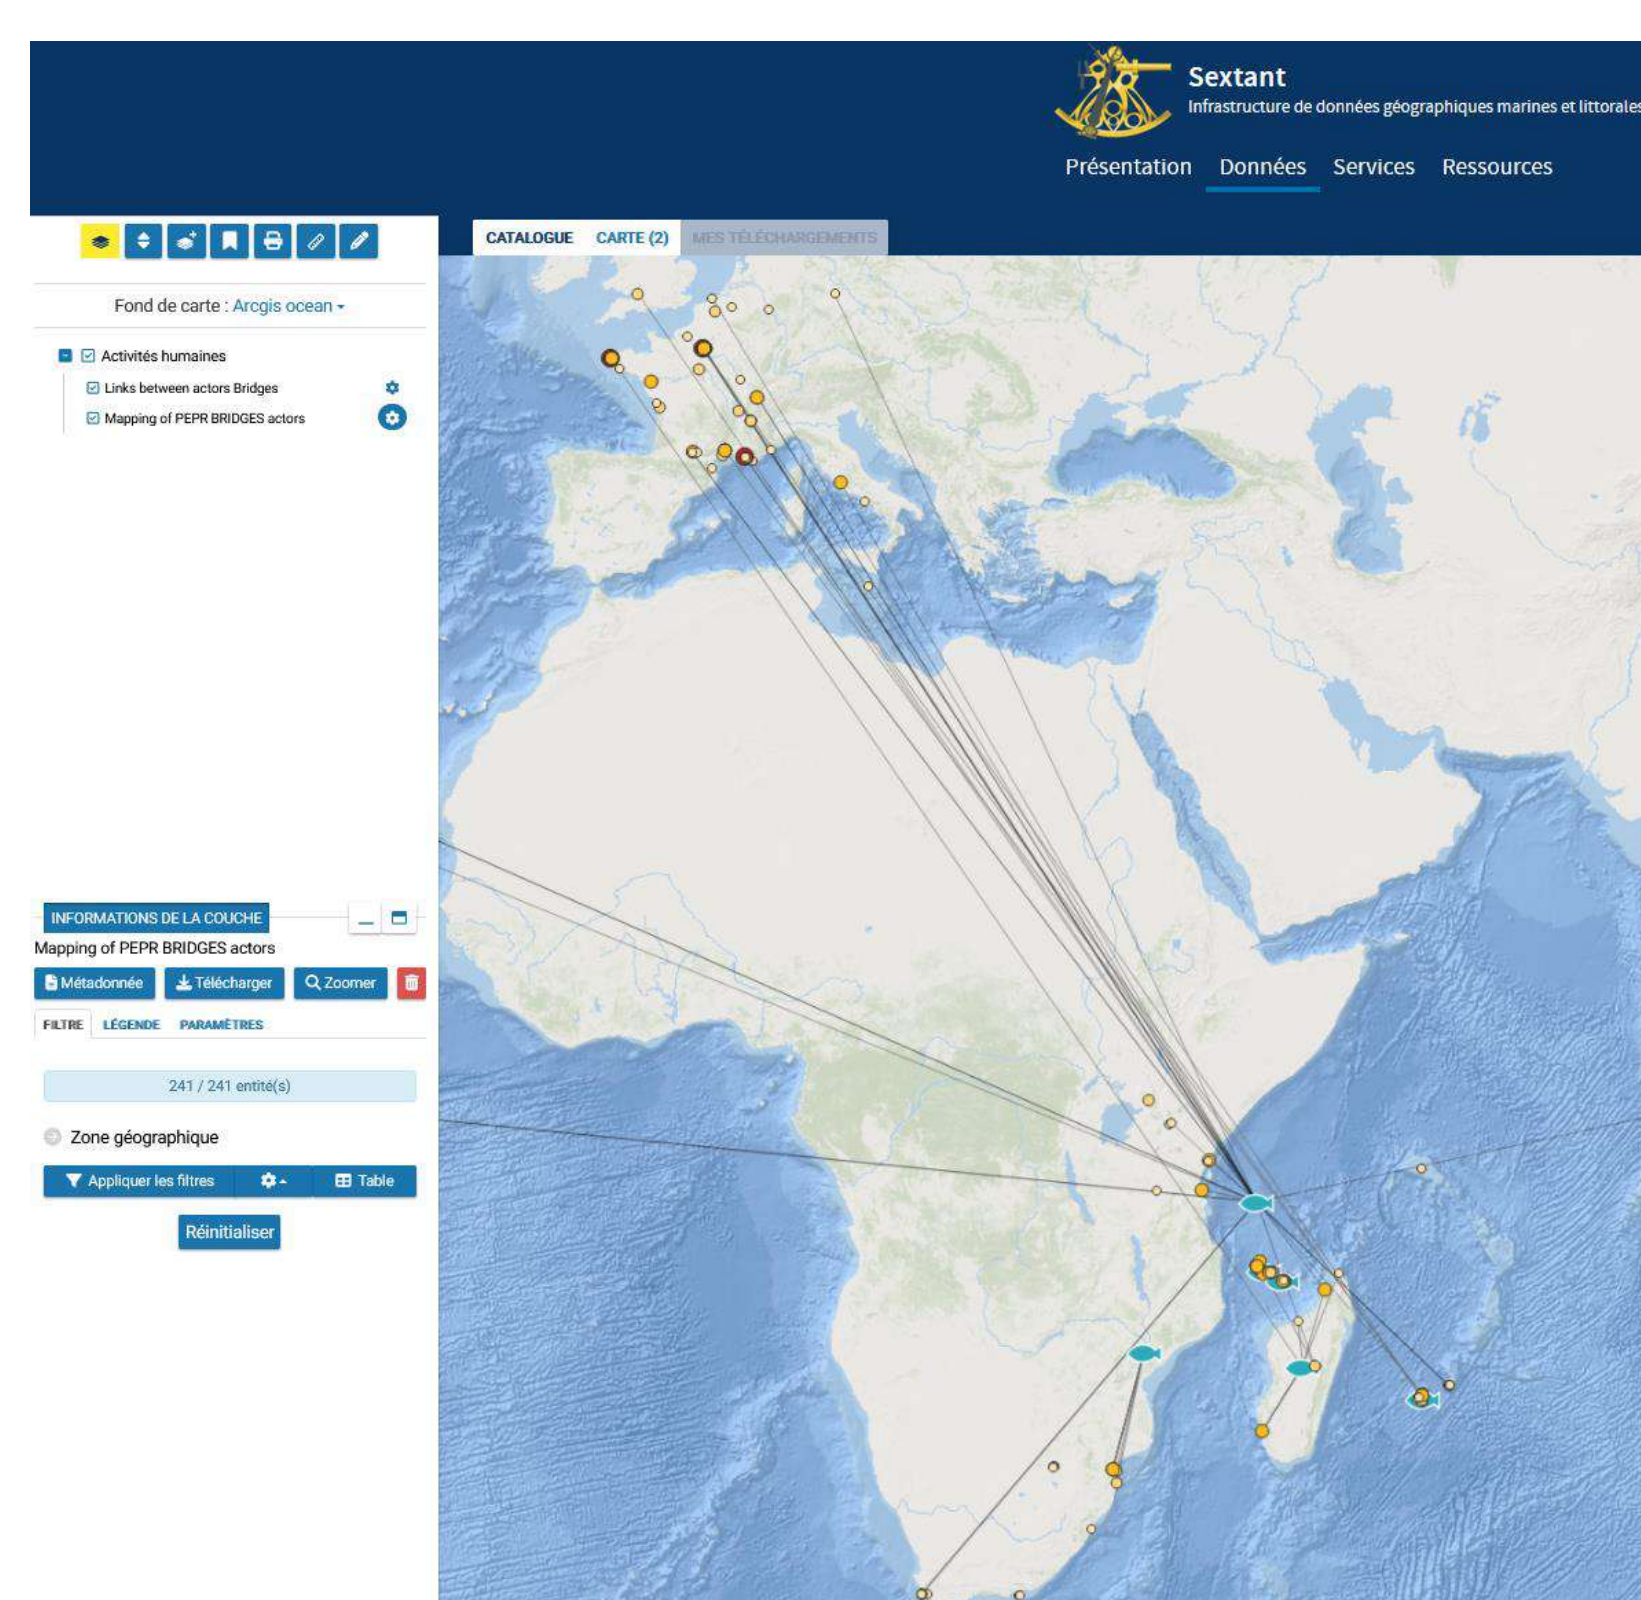 Sextant
Infrastructure de données géographiques marines et littorales
Présentation Données Services Ressources
CATALOGUE CARTE (2) MES TÉLÉCHARGEMENTS
Fond de carte : Arcgis ocean
Activités humaines
Links between actors Bridges
Mapping of PEPR BRIDGES actors
INFORMATIONS DE LA COUCHE
Mapping of PEPR BRIDGES actors
Métadonnée Télécharger Zoomer
FILTRE LÉGENDE PARAMÈTRES
241 / 241 entité(s)
Zone géographique
Appliquer les filtres Table
Réinitialiser